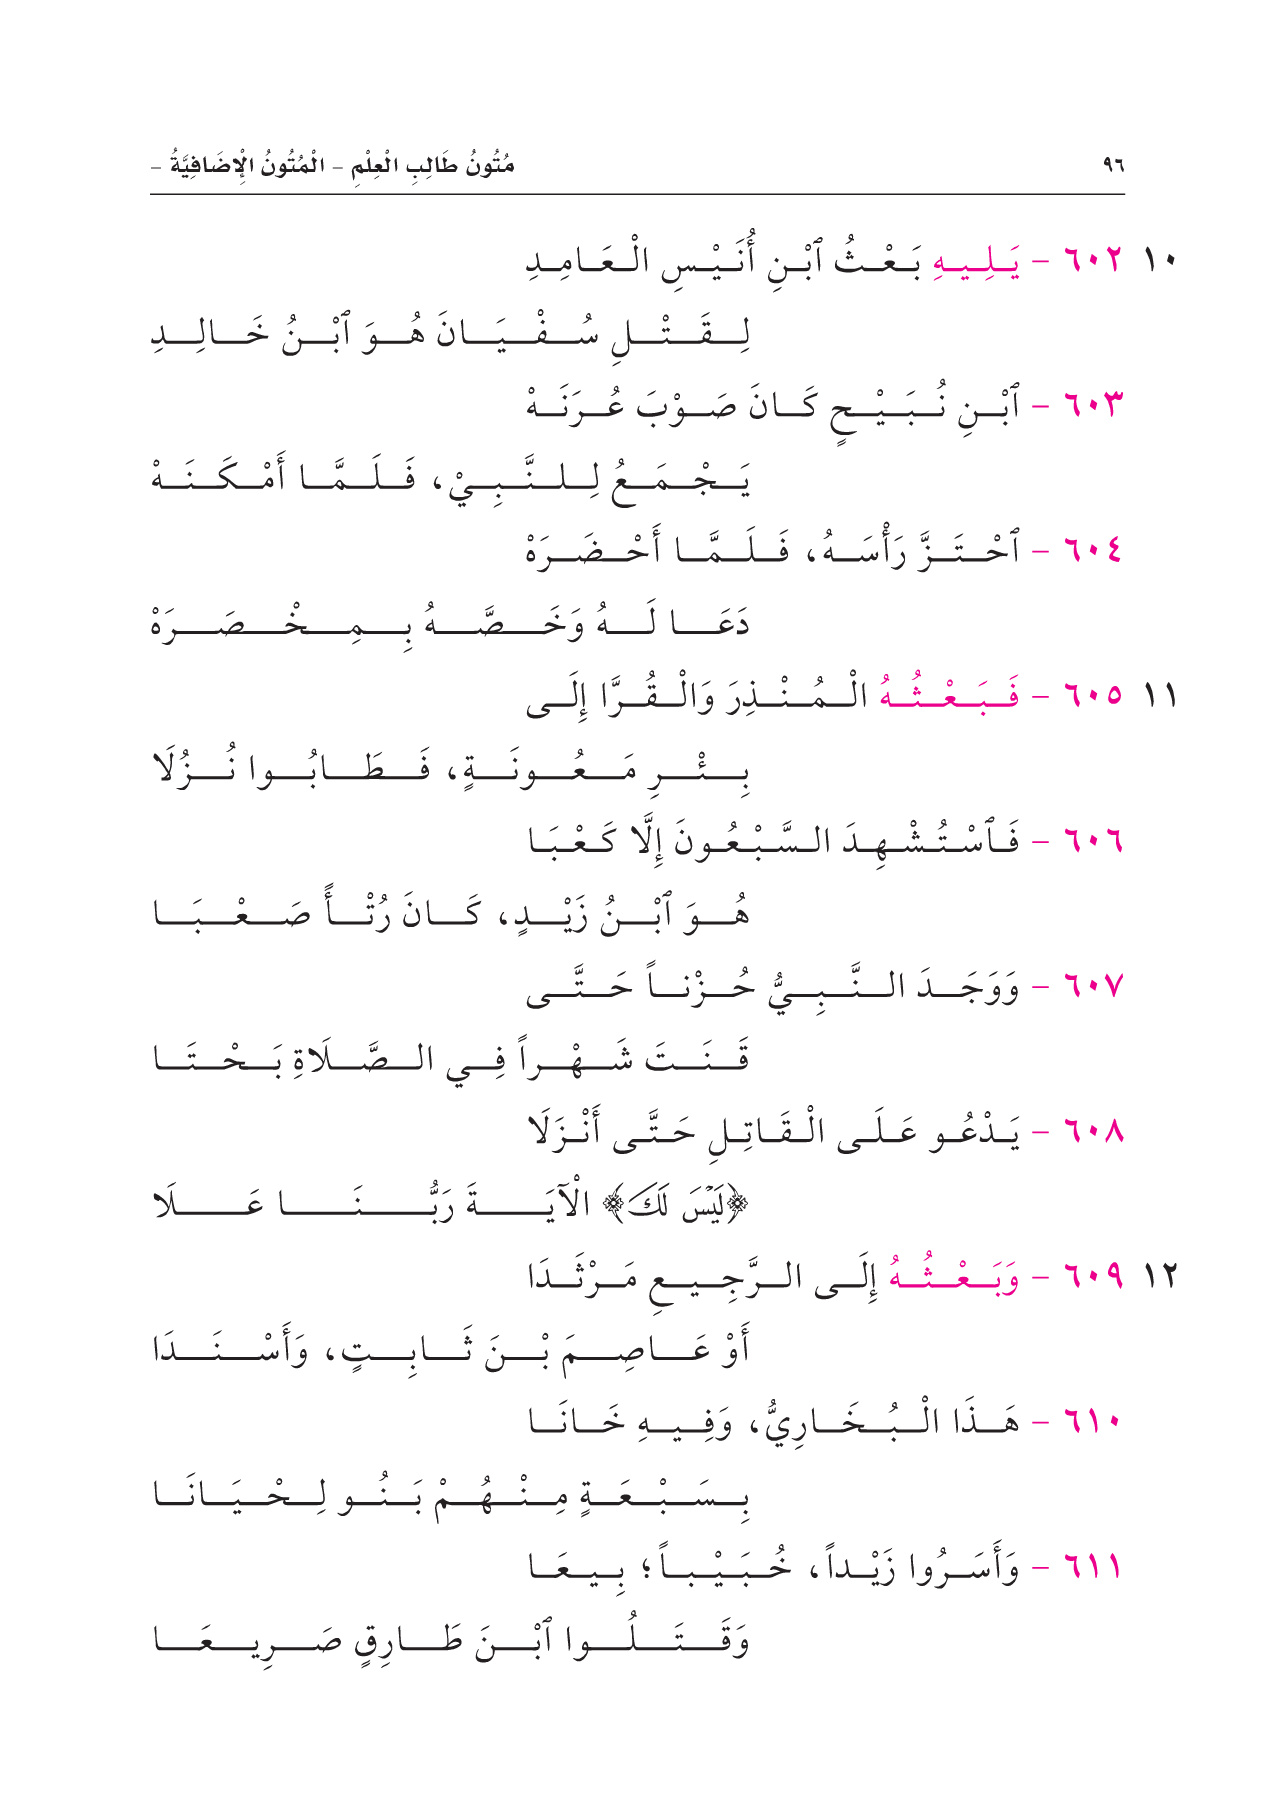 ٩٦ مُتُونُ طَالِبِ الْعِلْمِ – الْمُتُونُ الْإِضَافِيَّةُ –
١٠ ٦٠٢ – يَلِيهِ بَعْثُ ٱبْنِ أُنَيْسِ الْعَامِدِ
لِقَتْلِ سُفْيَانَ هُوَ ٱبْنُ خَالِدِ
٦٠٣ – ٱبْنِ نُبَيْحٍ كَانَ صَوْبَ عُرَنَهْ
يَجْمَعُ لِلنَّبِيْ، فَلَمَّا أَمْكَنَهْ
٦٠٤ – ٱحْتَزَّ رَأْسَهُ، فَلَمَّا أَحْضَرَهْ
دَعَا لَهُ وَخَصَّهُ بِمِخْصَرَهْ
١١ ٦٠٥ – فَبَعْثُهُ الْمُنْذِرَ وَالْقُرَّا إِلَى
بِئْرِ مَعُونَةٍ، فَطَابُوا نُزُلَا
٦٠٦ – فَٱسْتُشْهِدَ السَّبْعُونَ إِلَّا كَعْبَا
هُوَ ٱبْنُ زَيْدٍ، كَانَ رُتْأً صَعْبَا
٦٠٧ – وَوَجَدَ النَّبِيُّ حُزْناً حَتَّى
قَنَتَ شَهْراً فِي الصَّلَاةِ بَحْتَا
٦٠٨ – يَدْعُو عَلَى الْقَاتِلِ حَتَّى أَنْزَلَا
﴿لَيْسَ لَكَ﴾ الْآيَةَ رَبُّنَا عَلَا
١٢ ٦٠٩ – وَبَعْثُهُ إِلَى الرَّجِيعِ مَرْثَدَا
أَوْ عَاصِمَ بْنَ ثَابِتٍ، وَأَسْنَدَا
٦١٠ – هَذَا الْبُخَارِيُّ، وَفِيهِ خَانَا
بِسَبْعَةٍ مِنْهُمْ بَنُو لِحْيَانَا
٦١١ – وَأَسَرُوا زَيْداً، خُبَيْباً؛ بِيعَا
وَقَتَلُوا ٱبْنَ طَارِقٍ صَرِيعَا